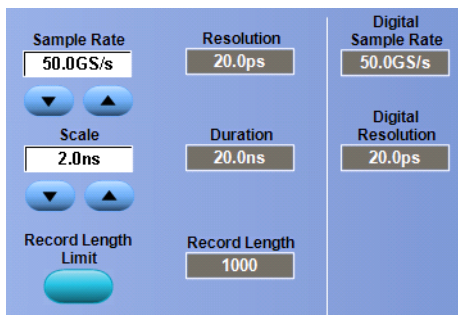 Sample Rate
50.0GS/s
Resolution
20.0ps
Digital
Sample Rate
50.0GS/s
Scale
2.0ns
Duration
20.0ns
Digital
Resolution
20.0ps
Record Length
Limit
Record Length
1000